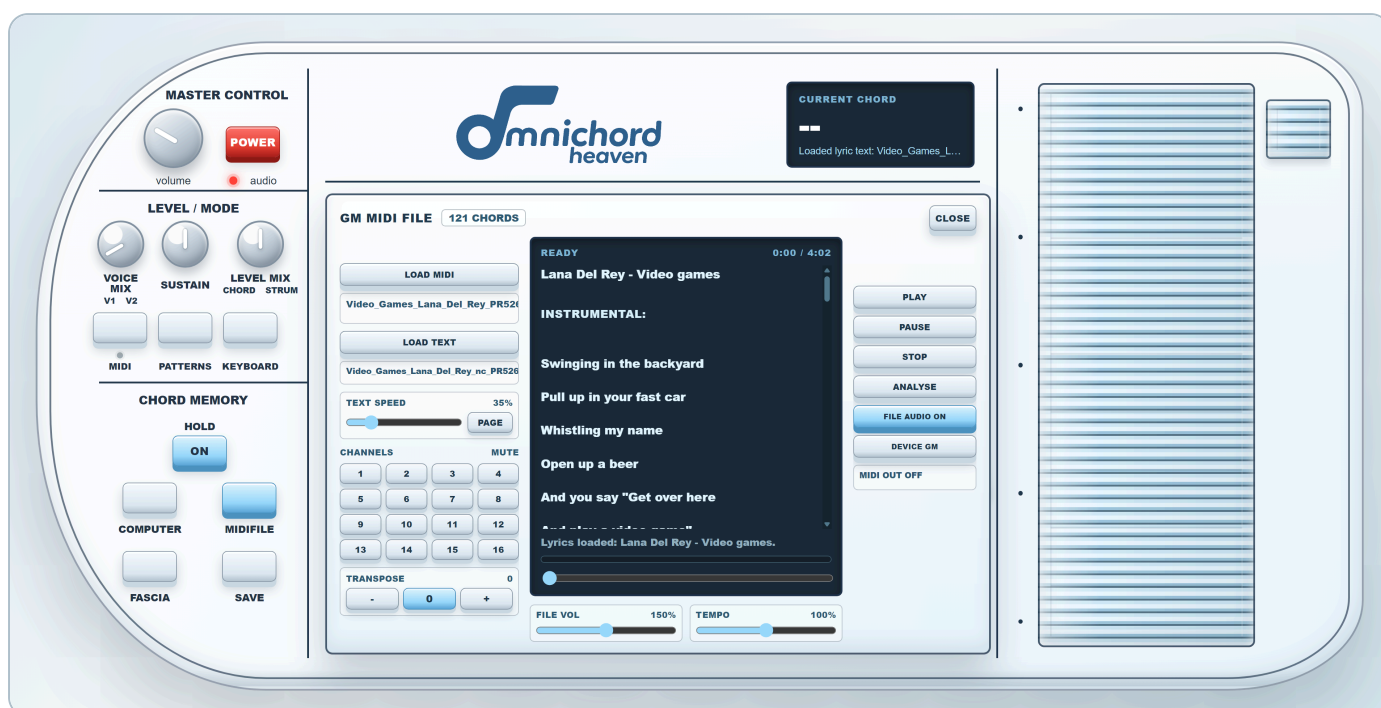 MASTER CONTROL
POWER
volume
audio
LEVEL / MODE
VOICE
MIX
V1 V2
SUSTAIN
LEVEL MIX
CHORD STRUM
MIDI
PATTERNS
KEYBOARD
CHORD MEMORY
HOLD
ON
COMPUTER
MIDIFILE
FASCIA
SAVE
omnichord
heaven
CURRENT CHORD
--
Loaded lyric text: Video_Games_L...
GM MIDI FILE
121 CHORDS
CLOSE
LOAD MIDI
Video_Games_Lana_Del_Rey_PR526
LOAD TEXT
Video_Games_Lana_Del_Rey_nc_PR526
TEXT SPEED 35%
PAGE
CHANNELS MUTE
1 2 3 4
5 6 7 8
9 10 11 12
13 14 15 16
TRANSPOSE 0
- 0 +
READY 0:00 / 4:02
Lana Del Rey - Video games
INSTRUMENTAL:
Swinging in the backyard
Pull up in your fast car
Whistling my name
Open up a beer
And you say "Get over here
And play a video game"
Lyrics loaded: Lana Del Rey - Video games.
FILE VOL 150%
TEMPO 100%
PLAY
PAUSE
STOP
ANALYSE
FILE AUDIO ON
DEVICE GM
MIDI OUT OFF